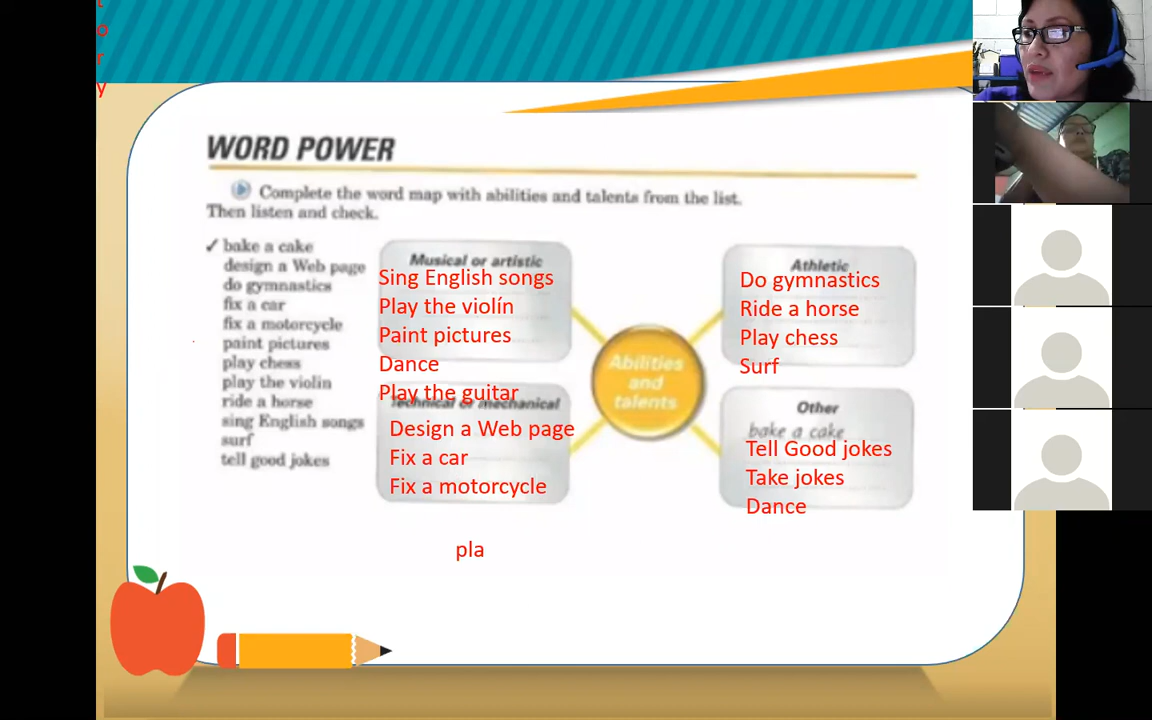 t
o
r
y
WORD POWER
Complete the word map with abilities and talents from the list.
Then listen and check.
✓ bake a cake
design a Web page
do gymnastics
fix a car
fix a motorcycle
paint pictures
play chess
play the violin
ride a horse
sing English songs
surf
tell good jokes
Musical or artistic
Sing English songs
Play the violín
Paint pictures
Dance
Play the guitar
Technical or mechanical
Design a Web page
Fix a car
Fix a motorcycle
Abilities
and
talents
Athletic
Do gymnastics
Ride a horse
Play chess
Surf
Other
bake a cake
Tell Good jokes
Take jokes
Dance
pla